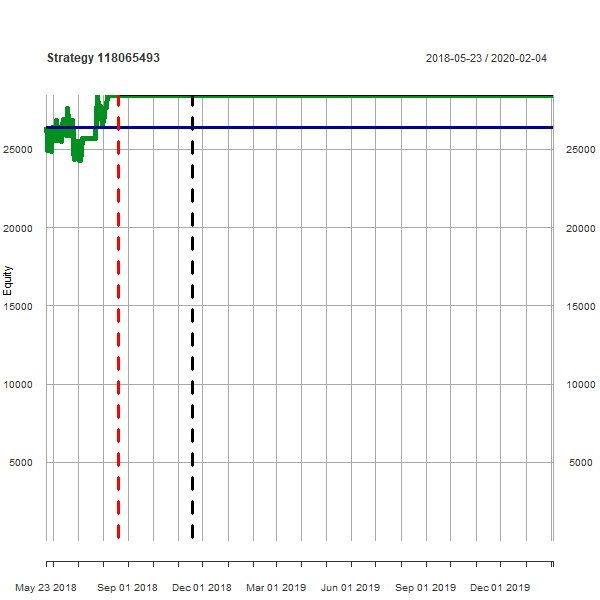 Strategy 118065493
2018-05-23 / 2020-02-04
25000 25000
20000 20000
Equity
15000 15000
10000 10000
5000 5000
May 23 2018 Sep 01 2018 Dec 01 2018 Mar 01 2019 Jun 01 2019 Sep 01 2019 Dec 01 2019